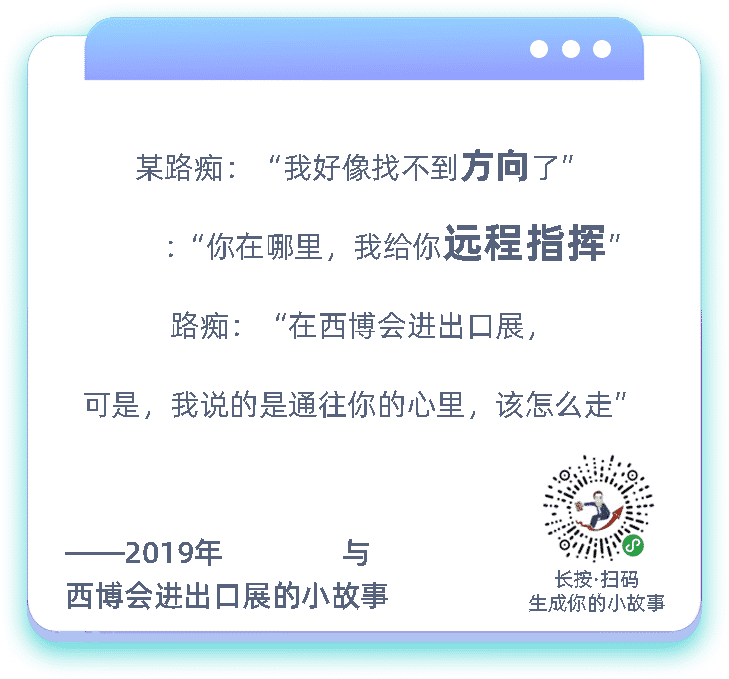 某路痴：“我好像找不到方向了”
：“你在哪里，我给你远程指挥”
路痴：“在西博会进出口展，
可是，我说的是通往你的心里，该怎么走”
——2019年 与
西博会进出口展的小故事
长按·扫码
生成你的小故事